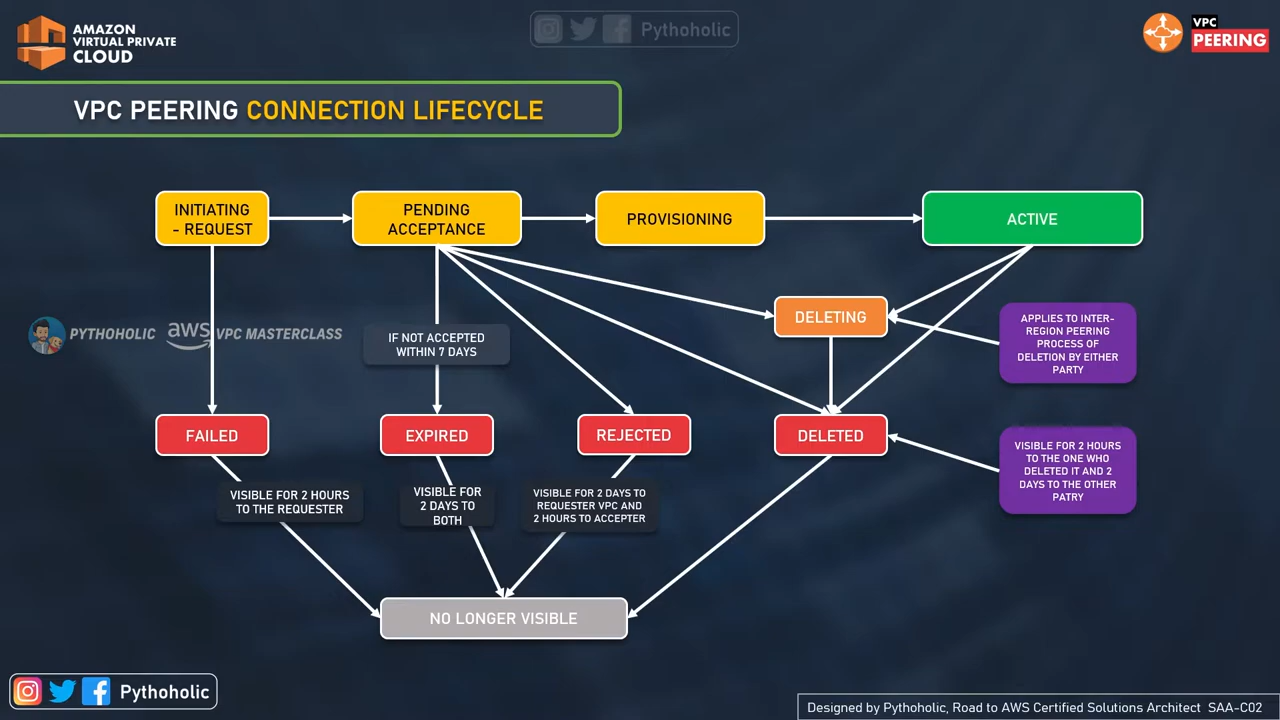 AMAZON
VIRTUAL PRIVATE
CLOUD
Pythoholic
VPC
PEERING
VPC PEERING CONNECTION LIFECYCLE
INITIATING
- REQUEST
PENDING
ACCEPTANCE
PROVISIONING
ACTIVE
DELETING
APPLIES TO INTER-
REGION PEERING
PROCESS OF
DELETION BY EITHER
PARTY
PYTHOHOLIC aws VPC MASTERCLASS
IF NOT ACCEPTED
WITHIN 7 DAYS
FAILED
EXPIRED
REJECTED
DELETED
VISIBLE FOR 2 HOURS
TO THE ONE WHO
DELETED IT AND 2
DAYS TO THE OTHER
PATRY
VISIBLE FOR 2 HOURS
TO THE REQUESTER
VISIBLE FOR
2 DAYS TO
BOTH
VISIBLE FOR 2 DAYS TO
REQUESTER VPC AND
2 HOURS TO ACCEPTER
NO LONGER VISIBLE
Pythoholic
Designed by Pythoholic, Road to AWS Certified Solutions Architect SAA-C02